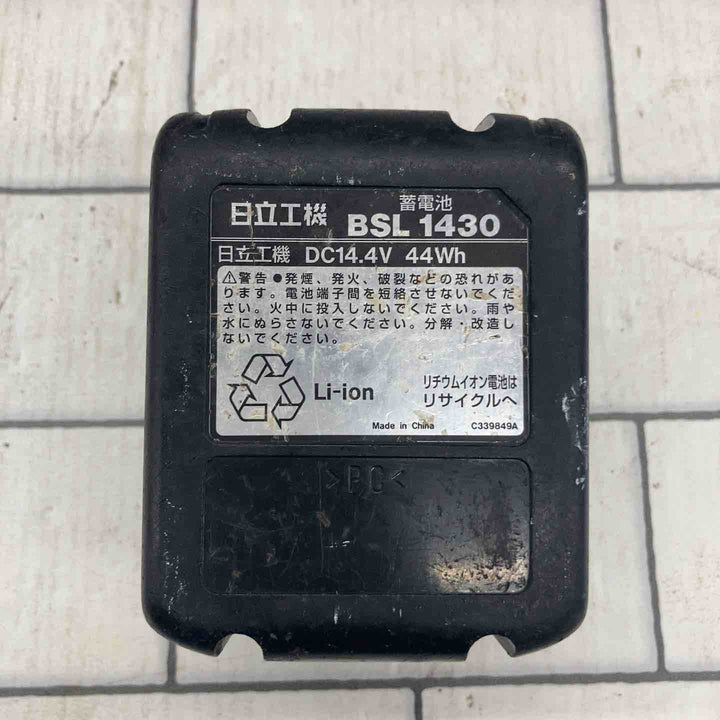 日立工機 蓄電池
BSL 1430
日立工機 DC14.4V 44Wh
⚠警告 ●発煙、発火、破裂などの恐れがあ
ります。電池端子間を短絡させないでくだ
さい。火中に投入しないでください。雨や
水にぬらさないでください。分解・改造し
ないでください。
Li-ion
リチウムイオン電池は
リサイクルへ
Made in China C339849A
>PC<